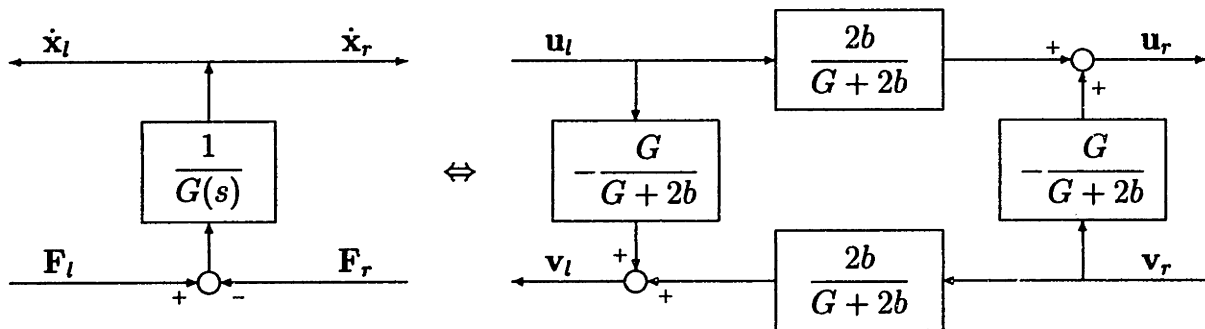 ẋ_l ẋ_r
1
G(s)
F_l F_r
+ −
⇔
u_l u_r
2b
G + 2b
+
+
− G
G + 2b
− G
G + 2b
+
v_l v_r
+
2b
G + 2b